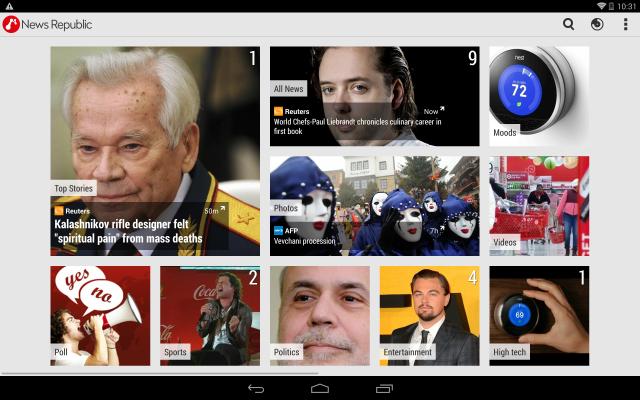 10:31
News Republic
1
Top Stories
Reuters
50m
Kalashnikov rifle designer felt
"spiritual pain" from mass deaths
9
All News
Reuters
Now
World Chefs-Paul Liebrandt chronicles culinary career in
first book
nest
72
Moods
Photos
AFP
7h
Vevchani procession
Videos
yes
no
Poll
2
Coca
Sports
Politics
4
Entertainment
1
69
High tech